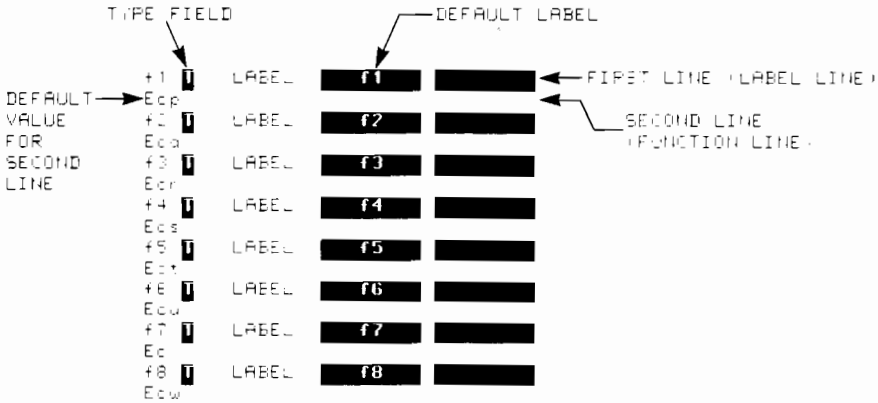 TYPE FIELD
DEFAULT LABEL
f1 T LABEL f1
FIRST LINE (LABEL LINE)
DEFAULT
VALUE
FOR
SECOND
LINE
Ecp
SECOND LINE
(FUNCTION LINE)
f2 T LABEL f2
Ecq
f3 T LABEL f3
Ecr
f4 T LABEL f4
Ecs
f5 T LABEL f5
Ect
f6 T LABEL f6
Ecu
f7 T LABEL f7
Ec
f8 T LABEL f8
Ecw